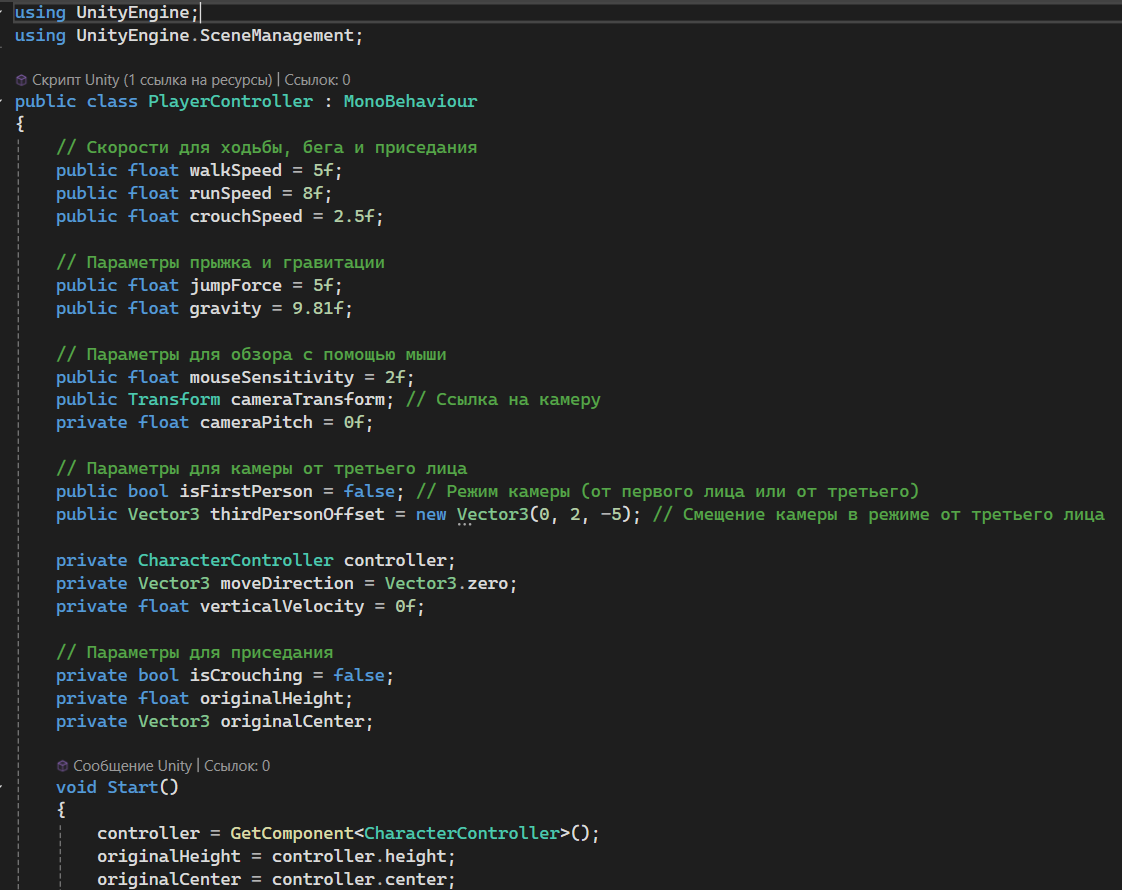 using UnityEngine;
using UnityEngine.SceneManagement;
Скрипт Unity (1 ссылка на ресурсы) | Ссылок: 0
public class PlayerController : MonoBehaviour
{
// Скорости для ходьбы, бега и приседания
public float walkSpeed = 5f;
public float runSpeed = 8f;
public float crouchSpeed = 2.5f;
// Параметры прыжка и гравитации
public float jumpForce = 5f;
public float gravity = 9.81f;
// Параметры для обзора с помощью мыши
public float mouseSensitivity = 2f;
public Transform cameraTransform; // Ссылка на камеру
private float cameraPitch = 0f;
// Параметры для камеры от третьего лица
public bool isFirstPerson = false; // Режим камеры (от первого лица или от третьего)
public Vector3 thirdPersonOffset = new Vector3(0, 2, -5); // Смещение камеры в режиме от третьего лица
private CharacterController controller;
private Vector3 moveDirection = Vector3.zero;
private float verticalVelocity = 0f;
// Параметры для приседания
private bool isCrouching = false;
private float originalHeight;
private Vector3 originalCenter;
Сообщение Unity | Ссылок: 0
void Start()
{
controller = GetComponent<CharacterController>();
originalHeight = controller.height;
originalCenter = controller.center;